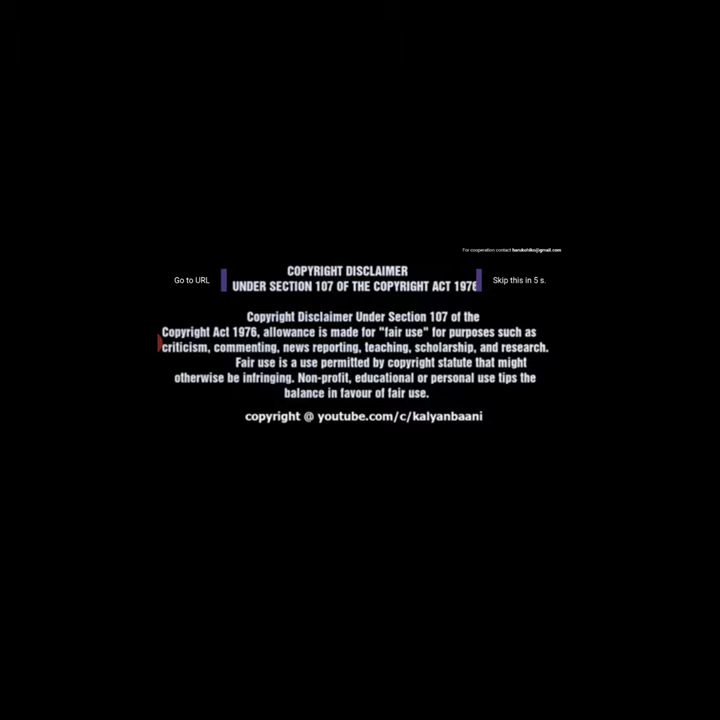 For cooperation contact harukohiko@gmail.com
COPYRIGHT DISCLAIMER
Go to URL
UNDER SECTION 107 OF THE COPYRIGHT ACT 1976
Skip this in 5 s.
Copyright Disclaimer Under Section 107 of the
Copyright Act 1976, allowance is made for "fair use" for purposes such as
criticism, commenting, news reporting, teaching, scholarship, and research.
Fair use is a use permitted by copyright statute that might
otherwise be infringing. Non-profit, educational or personal use tips the
balance in favour of fair use.
copyright @ youtube.com/c/kalyanbaani